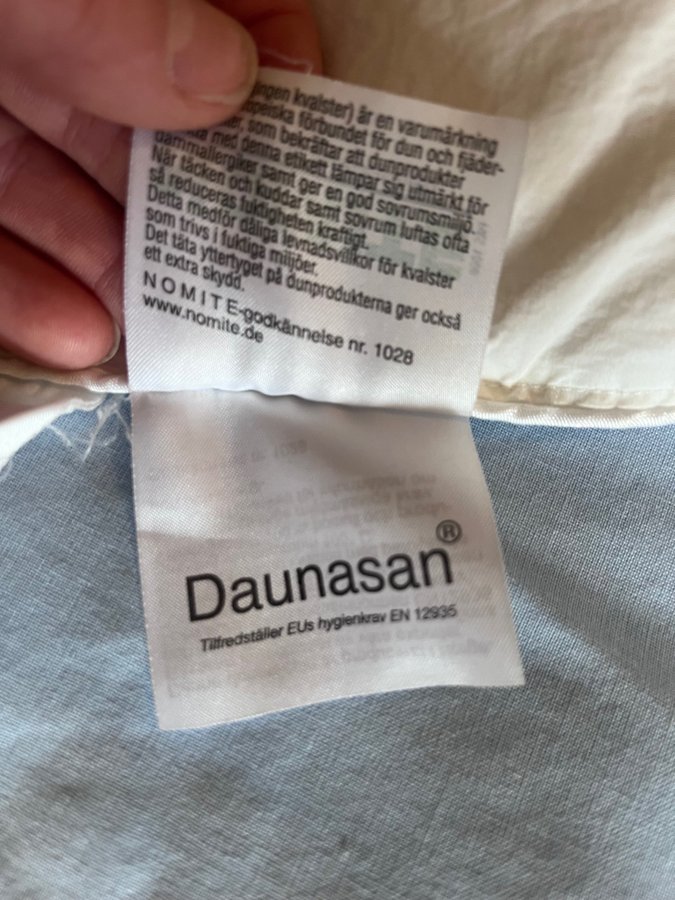 ingen kvalster) är en varumärkning
förbundet för dun och fjäder-
som bekräftar att dunprodukter
med denna etikett lämpar sig utmärkt för
dammallergiker samt ger en god sovrumsmiljö.
När täcken och kuddar samt sovrum luftas ofta
så reduceras fuktigheten kraftigt.
Detta medför dåliga levnadsvillkor för kvalster
som trivs i fuktiga miljöer.
Det täta yttertyget på dunprodukterna ger också
ett extra skydd.
NOMITE-godkännelse nr. 1028
www.nomite.de
Daunasan®
Tilfredställer EUs hygienkrav EN 12935